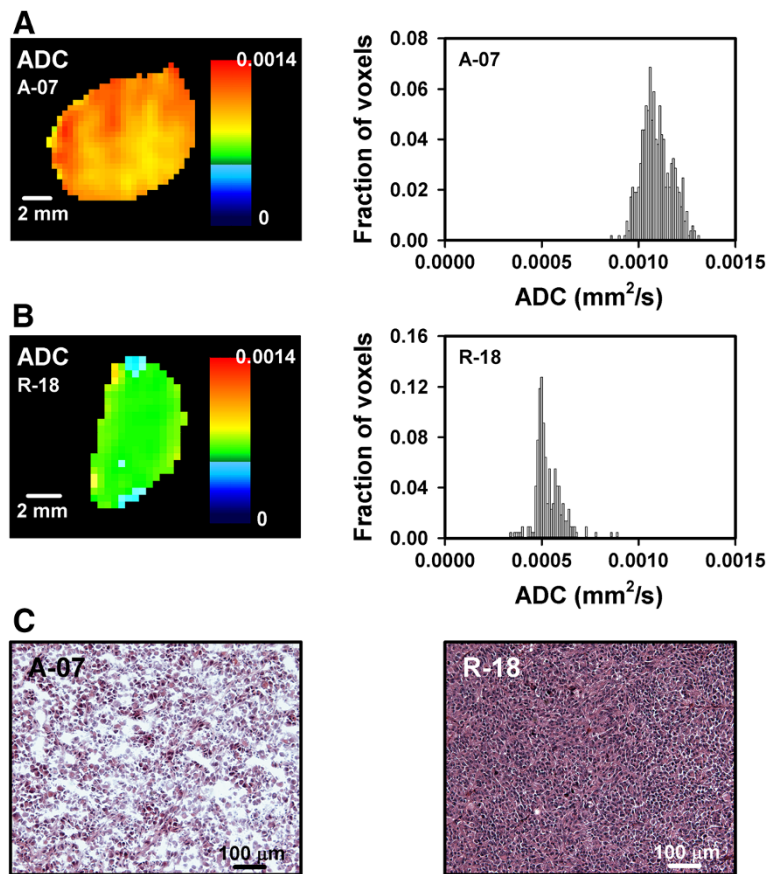 A
ADC
A-07
0.0014
0
2 mm
A-07
Fraction of voxels
0.08
0.06
0.04
0.02
0.00
0.0000 0.0005 0.0010 0.0015
ADC (mm²/s)
B
ADC
R-18
0.0014
0
2 mm
R-18
Fraction of voxels
0.16
0.12
0.08
0.04
0.00
0.0000 0.0005 0.0010 0.0015
ADC (mm²/s)
C
A-07
100 μm
R-18
100 μm